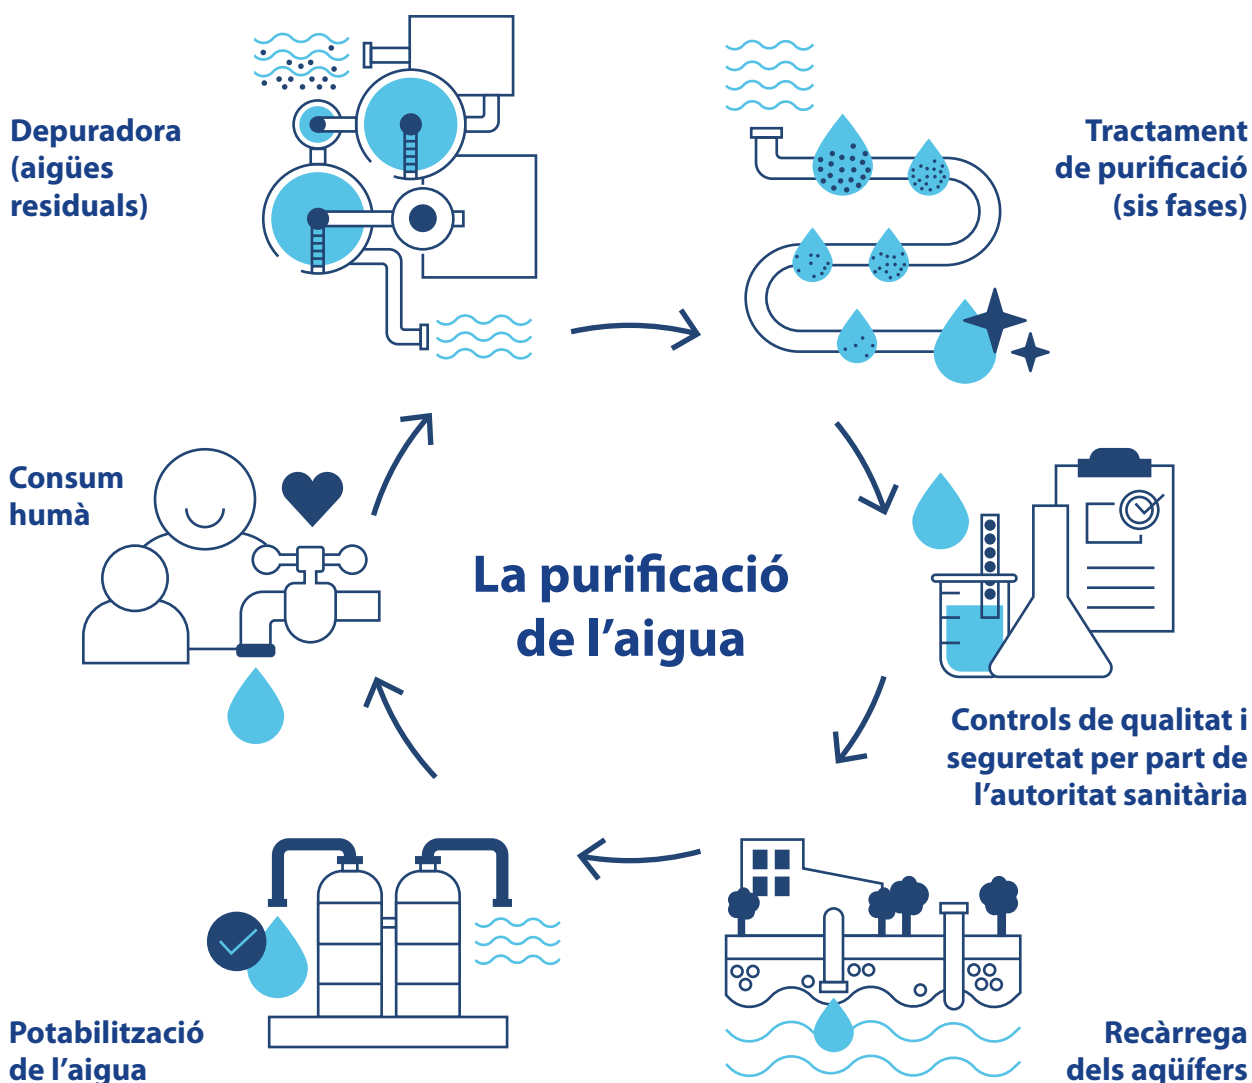 Depuradora
(aigües
residuals)
Tractament
de purificació
(sis fases)
Consum
humà
La purificació
de l’aigua
Controls de qualitat i
seguretat per part de
l’autoritat sanitària
Potabilització
de l’aigua
Recàrrega
dels aqüífers